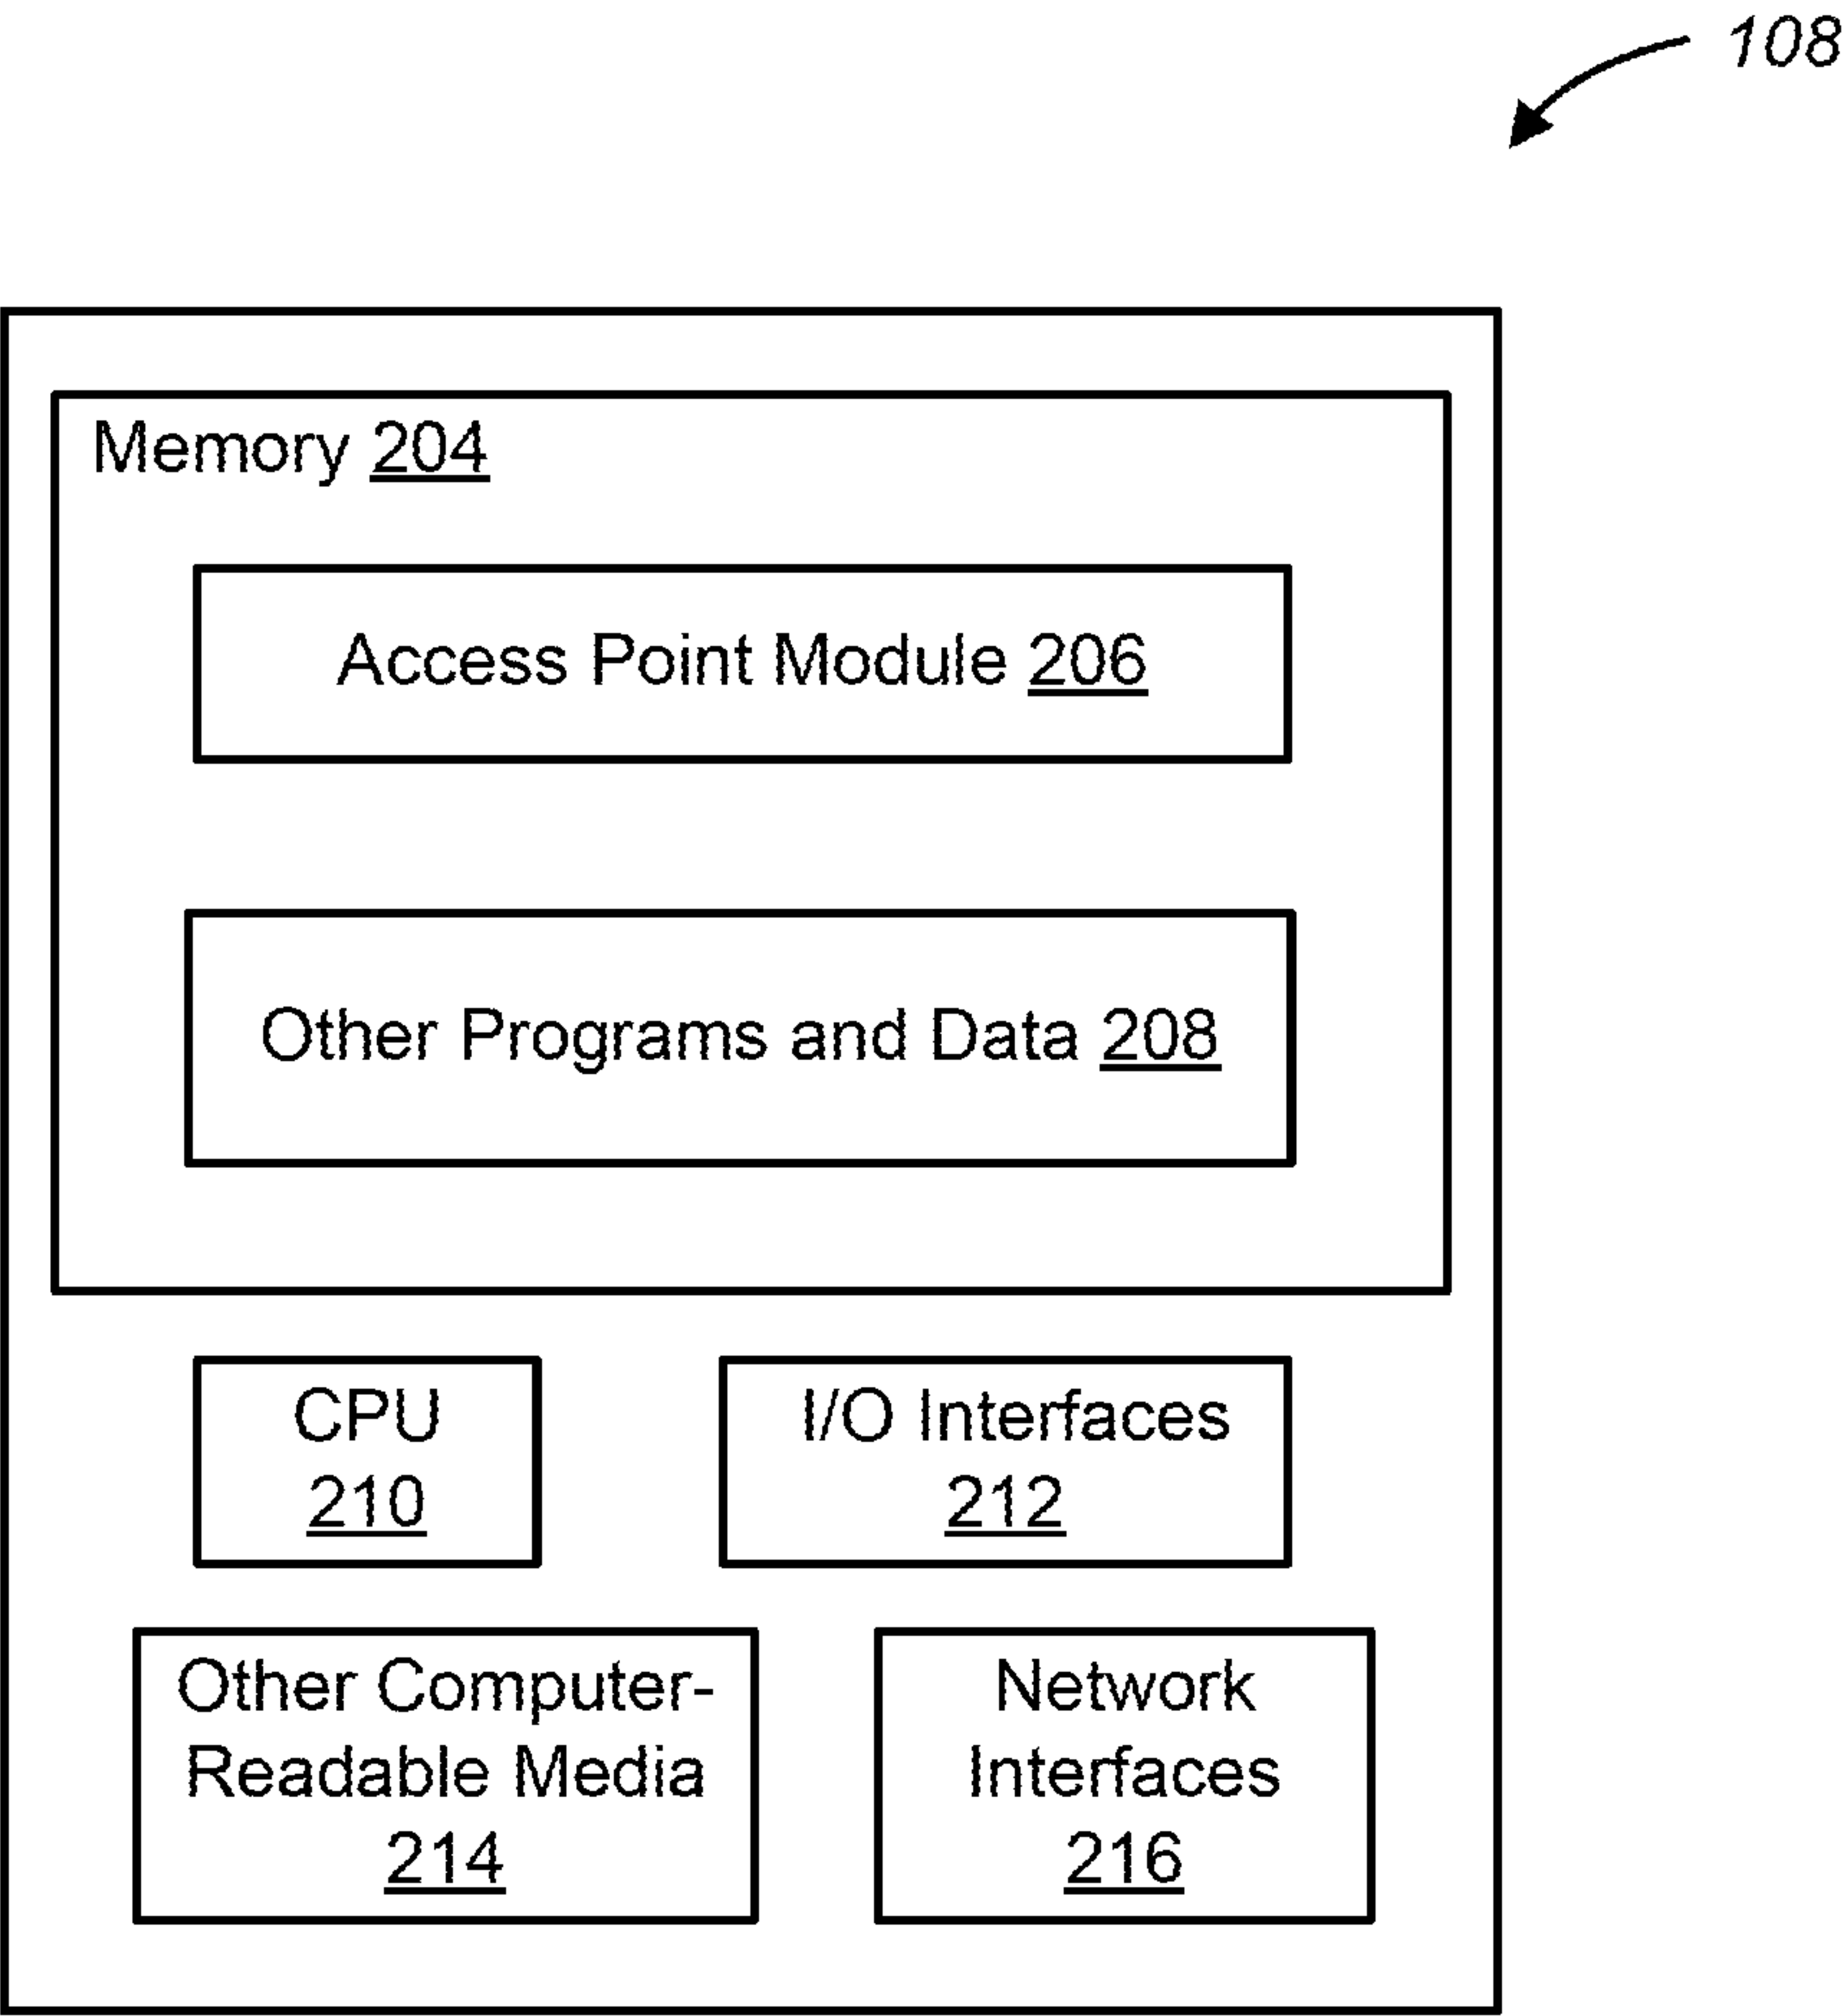 108
Memory 204
Access Point Module 206
Other Programs and Data 208
CPU
210
I/O Interfaces
212
Other Computer-
Readable Media
214
Network
Interfaces
216